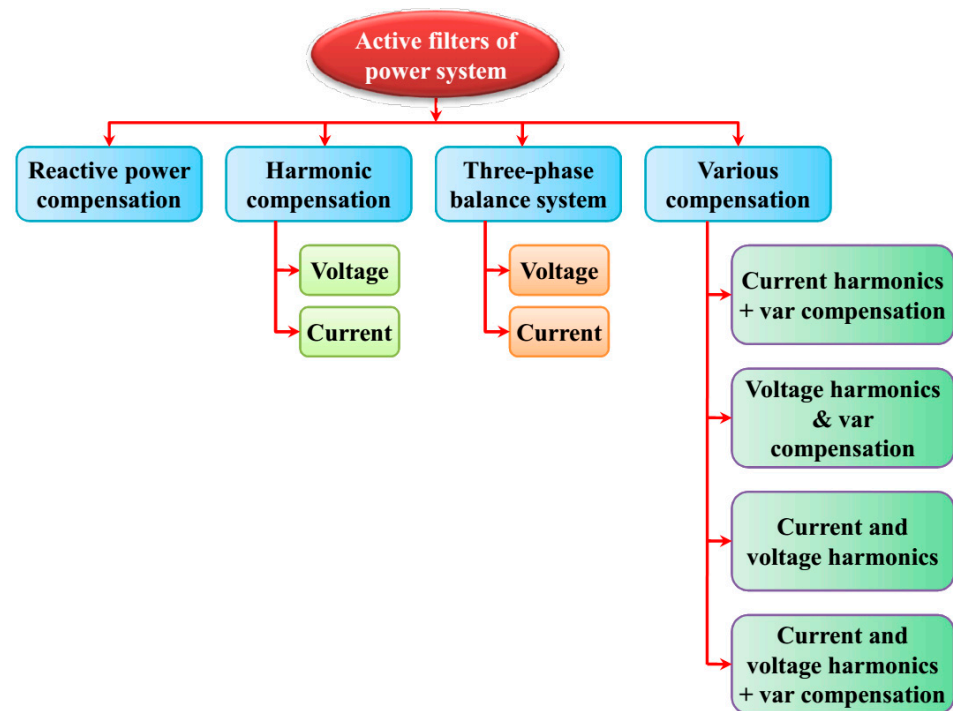 Active filters of
power system
Reactive power
compensation
Harmonic
compensation
Three-phase
balance system
Various
compensation
Voltage
Current
Voltage
Current
Current harmonics
+ var compensation
Voltage harmonics
& var
compensation
Current and
voltage harmonics
Current and
voltage harmonics
+ var compensation